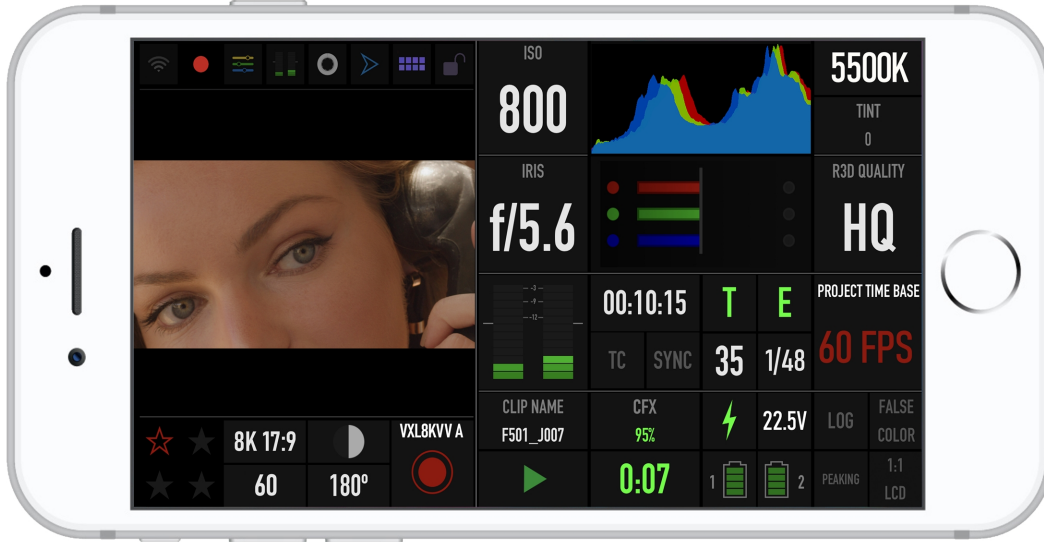 ISO
800
5500K
TINT
0
IRIS
f/5.6
R3D QUALITY
HQ
-3
-9
-12
00:10:15
T
E
PROJECT TIME BASE
60 FPS
TC
SYNC
35
1/48
8K 17:9
VXL8KVV A
60
180º
CLIP NAME
F501_J007
CFX
95%
22.5V
LOG
FALSE
COLOR
0:07
1
2
PEAKING
1:1
LCD